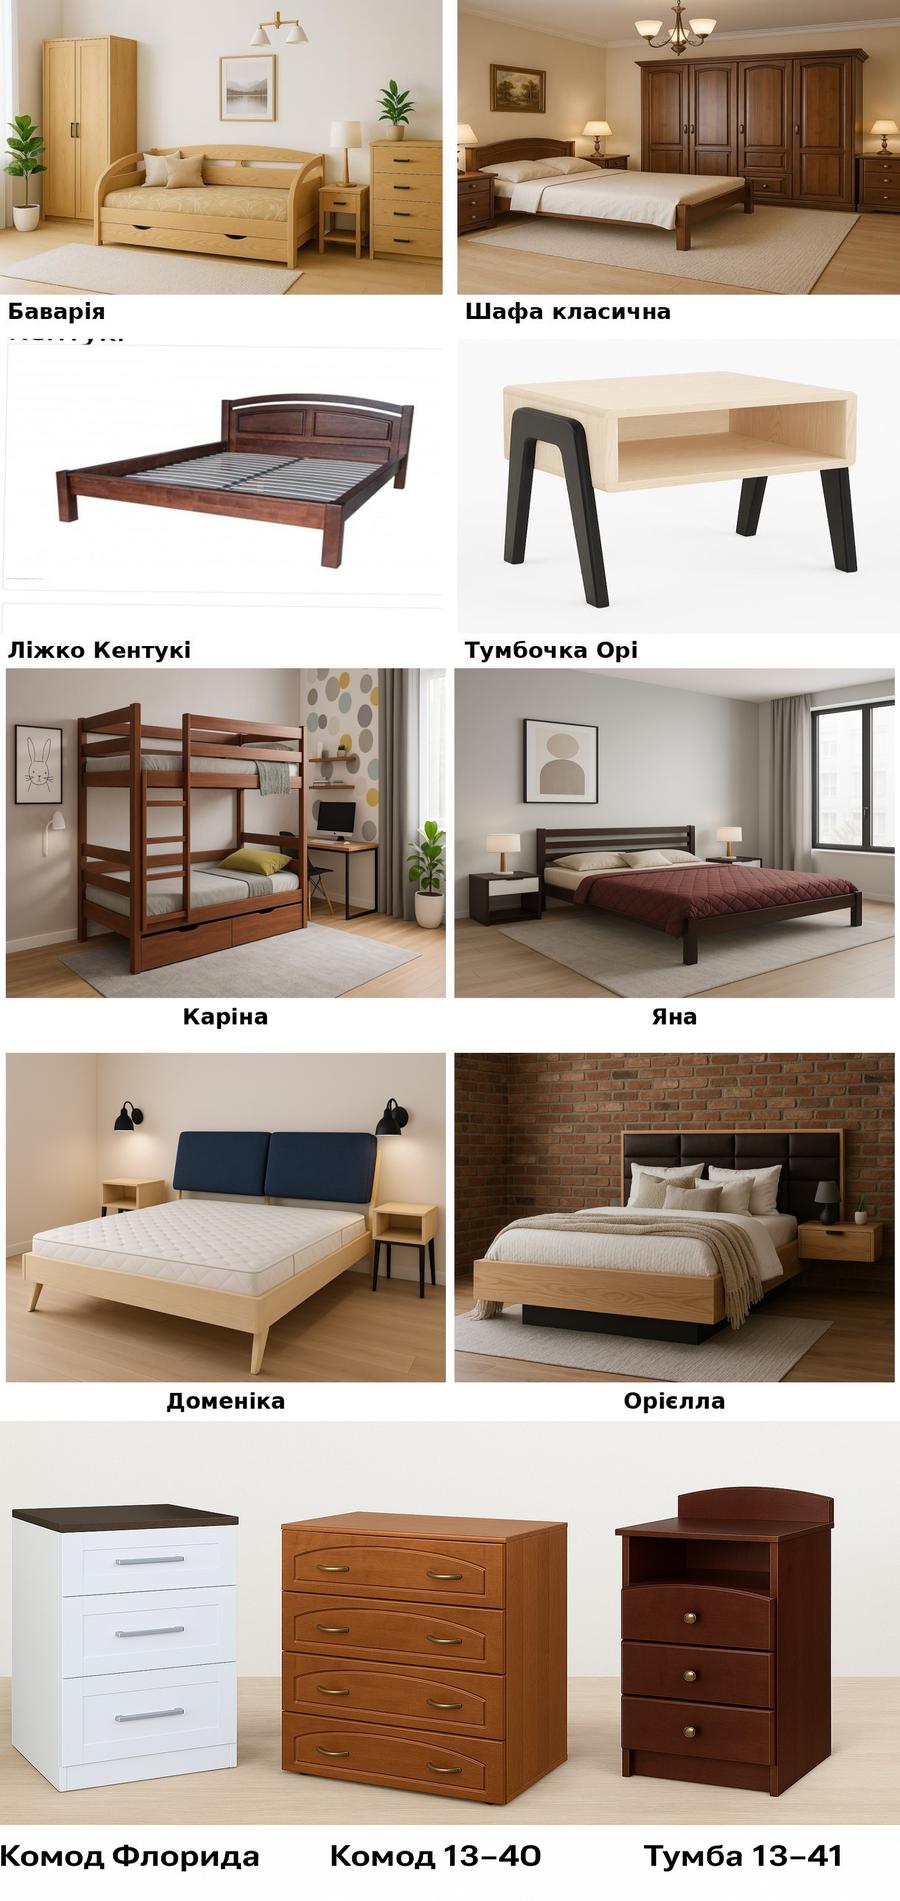 Баварія
Шафа класична
Ліжко Кентукі
Тумбочка Орі
Каріна
Яна
Доменіка
Орієлла
Комод Флорида
Комод 13–40
Тумба 13–41